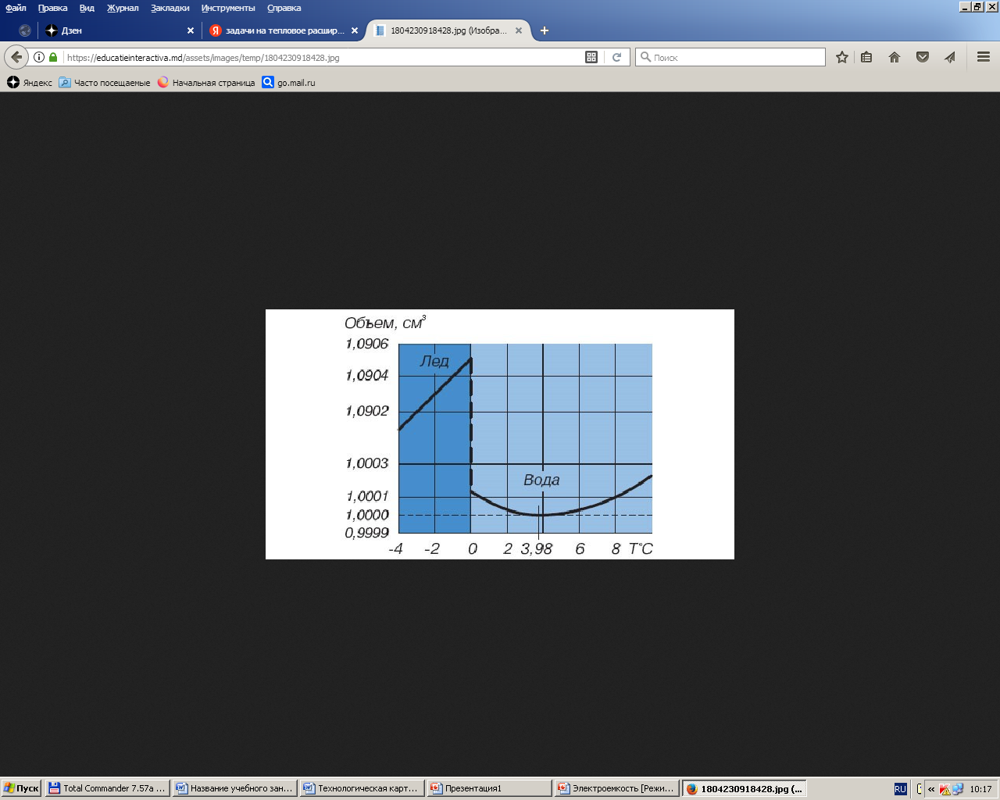 Файл Правка Вид Журнал Закладки Инструменты Справка
Дзен
задачи на тепловое расшир...
1804230918428.jpg (Изобра...
https://educatieinteractiva.md/assets/images/temp/1804230918428.jpg
Поиск
Яндекс Часто посещаемые Начальная страница go.mail.ru
Объем, см³
1,0906
Лед
1,0904
1,0902
1,0003
Вода
1,0001
1,0000
0,9999
-4 -2 0 2 3,98 6 8 T°C
Пуск Total Commander 7.57a ... Название учебного зан... Технологическая карт... Презентация1 Электроемкость [Режи... 1804230918428.jpg (... RU « 10:17